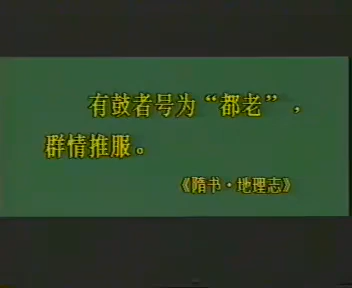 有鼓者号为“都老”，
群情推服。
《隋书·地理志》